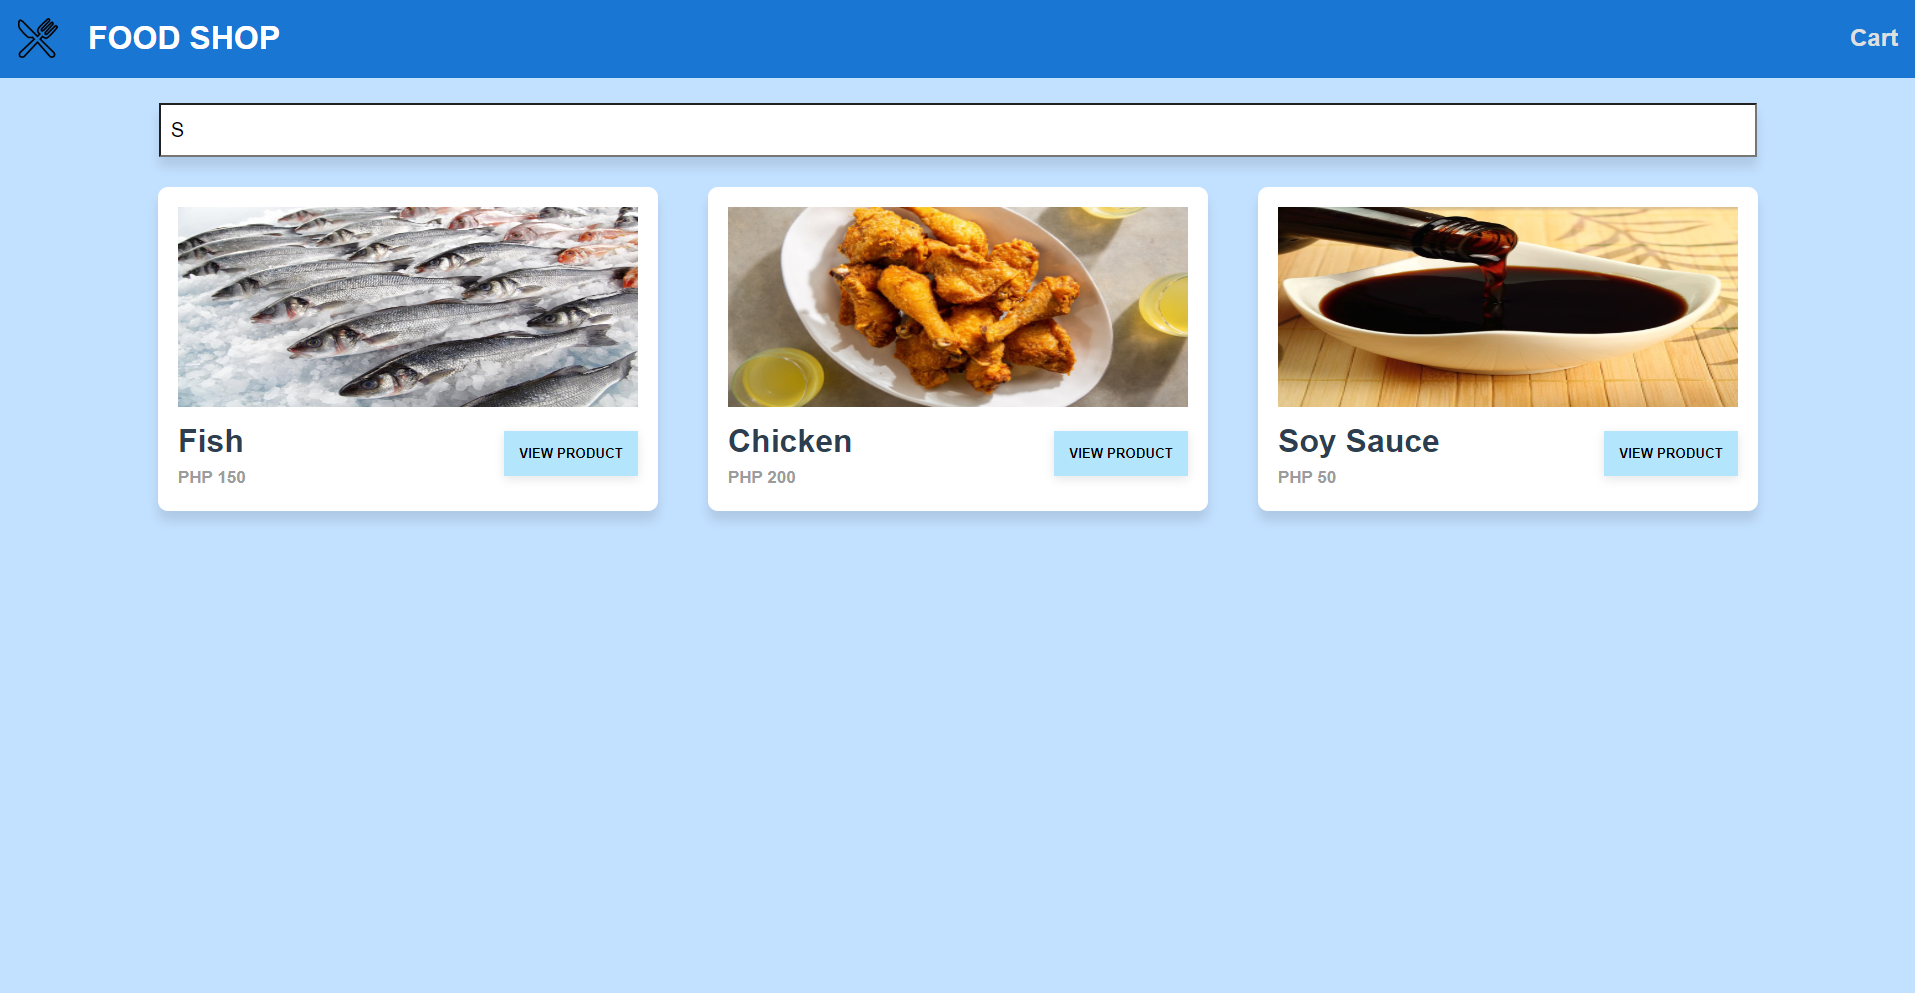 FOOD SHOP
Cart
S
Fish
PHP 150
VIEW PRODUCT
Chicken
PHP 200
VIEW PRODUCT
Soy Sauce
PHP 50
VIEW PRODUCT